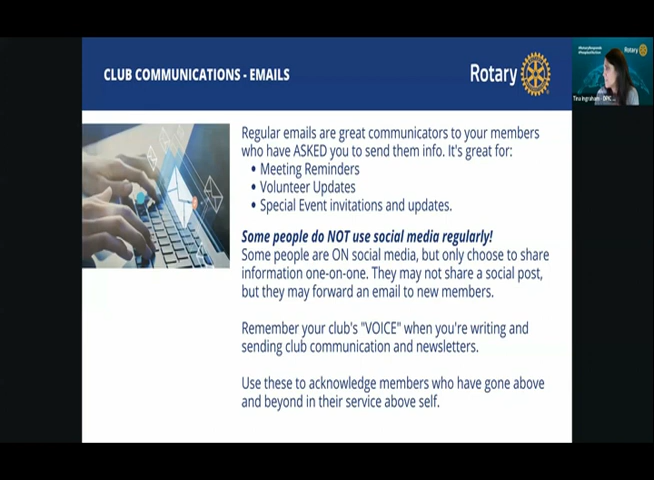 CLUB COMMUNICATIONS - EMAILS
Rotary
#RotaryResponds
Rotary
Tina Ingraham - DPIC ...
Regular emails are great communicators to your members
who have ASKED you to send them info. It's great for:
• Meeting Reminders
• Volunteer Updates
• Special Event invitations and updates.
Some people do NOT use social media regularly!
Some people are ON social media, but only choose to share
information one-on-one. They may not share a social post,
but they may forward an email to new members.
Remember your club's "VOICE" when you're writing and
sending club communication and newsletters.
Use these to acknowledge members who have gone above
and beyond in their service above self.